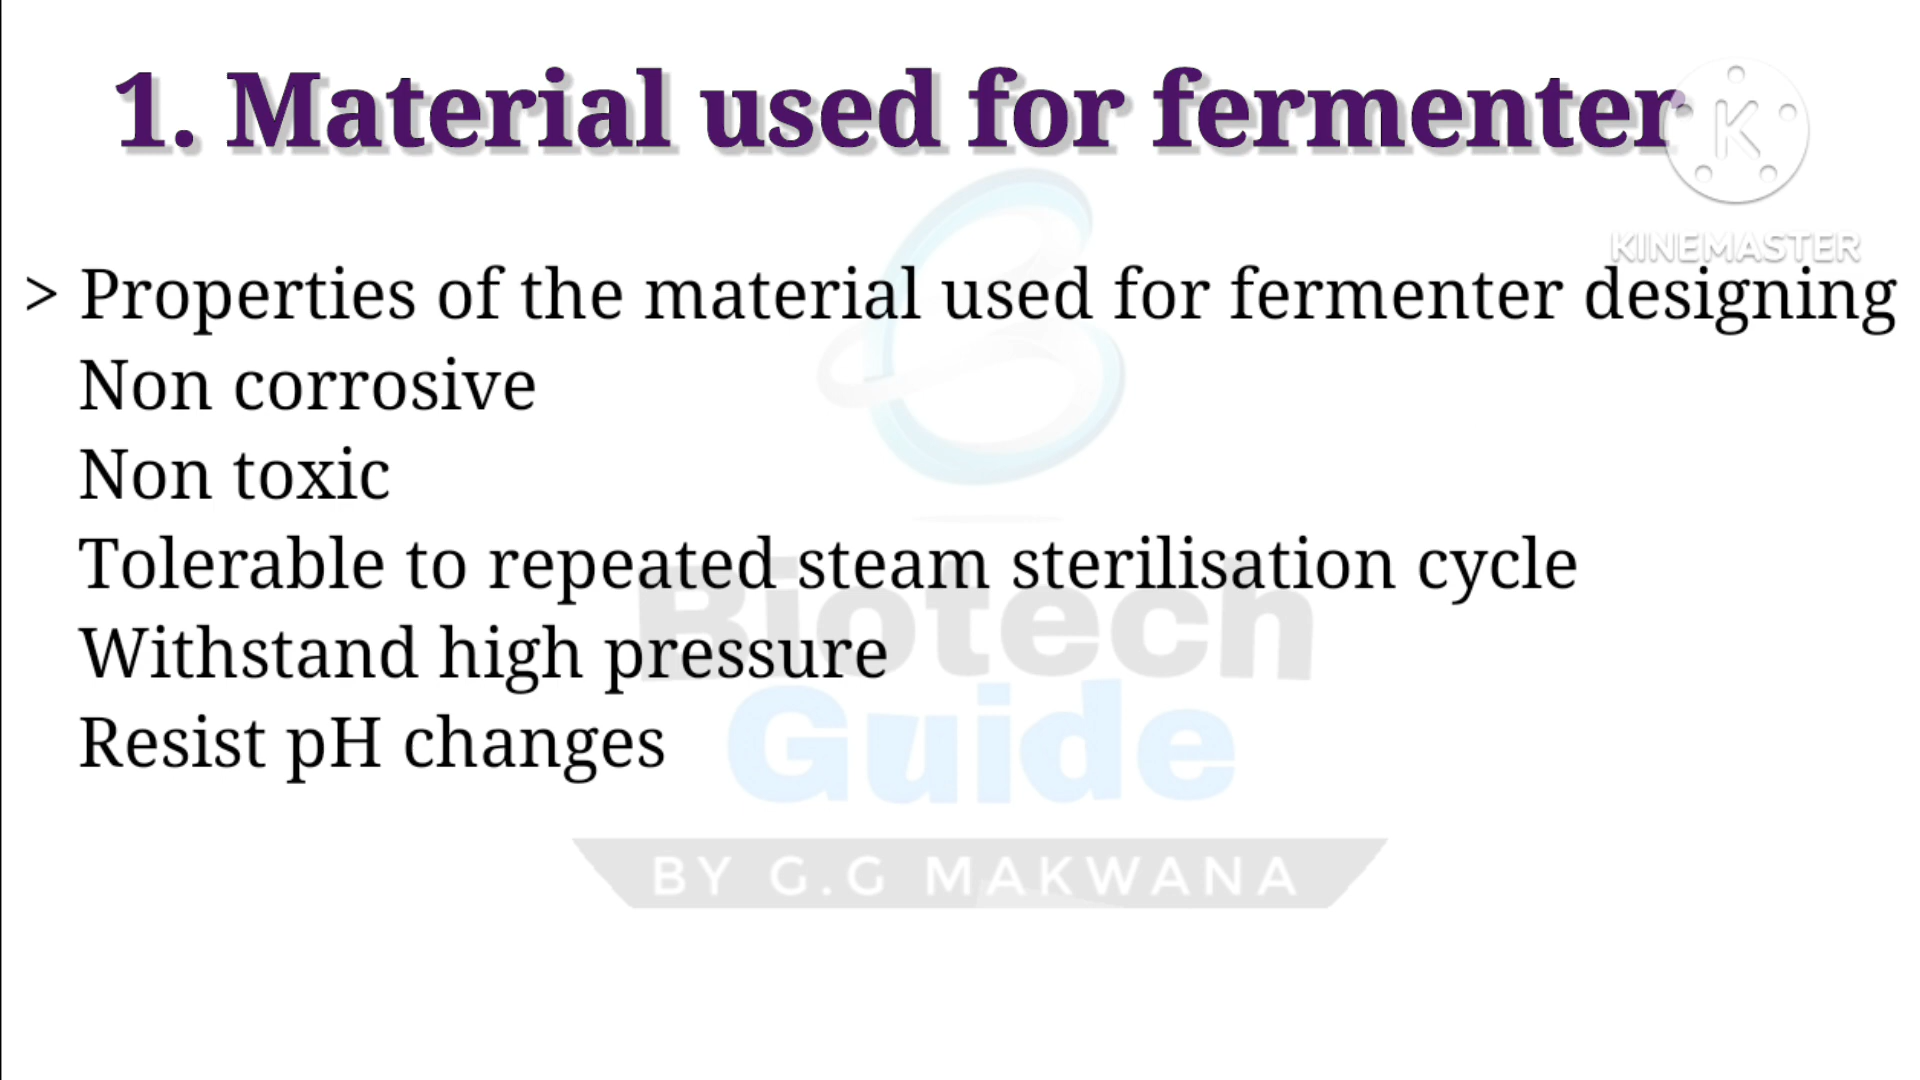 1. Material used for fermenter
K
KINEMASTER
> Properties of the material used for fermenter designing
Non corrosive
Non toxic
Tolerable to repeated steam sterilisation cycle
Biotech
Withstand high pressure
Guide
Resist pH changes
BY G.G MAKWANA